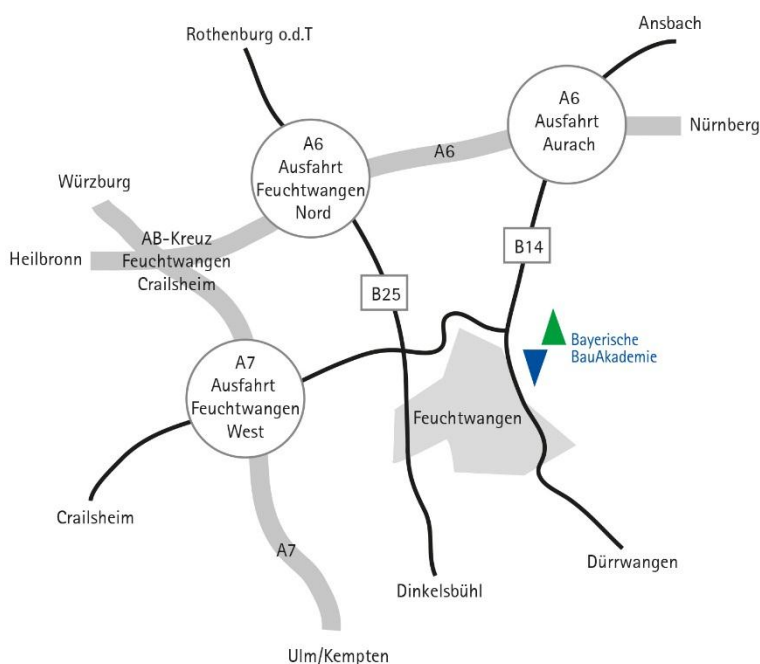 Ansbach
Rothenburg o.d.T
A6
Ausfahrt
Aurach
Nürnberg
A6
A6
Ausfahrt
Feuchtwangen
Nord
Würzburg
AB-Kreuz
Feuchtwangen
Crailsheim
Heilbronn
B14
B25
Bayerische
BauAkademie
A7
Ausfahrt
Feuchtwangen
West
Feuchtwangen
Crailsheim
A7
Dürrwangen
Dinkelsbühl
Ulm/Kempten